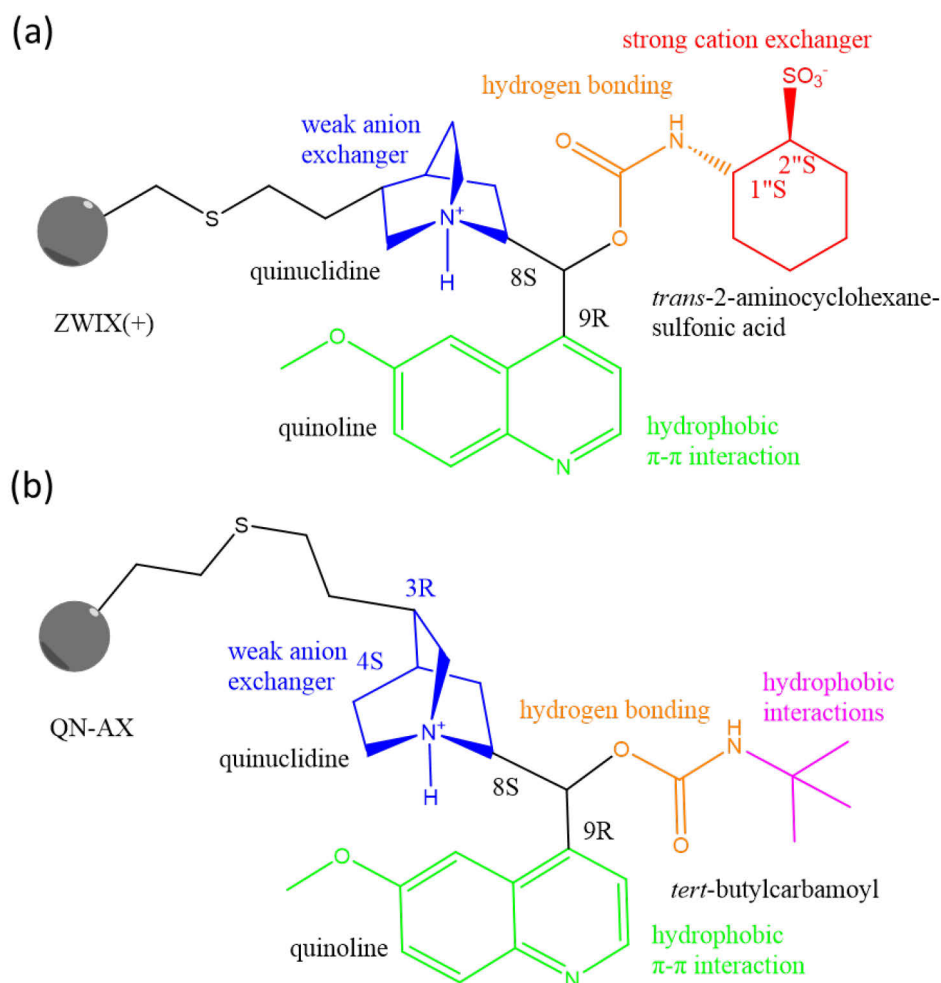 (a)
strong cation exchanger
SO₃⁻
hydrogen bonding
H
N
weak anion
exchanger
O
2"S
1"S
S
N⁺
O
H
quinuclidine
8S
trans-2-aminocyclohexane-
sulfonic acid
ZWIX(+)
9R
O
quinoline
hydrophobic
π-π interaction
N
(b)
S
3R
weak anion
exchanger
4S
hydrophobic
interactions
hydrogen bonding
QN-AX
N⁺
O
H
N
quinuclidine
H
8S
O
9R
O
tert-butylcarbamoyl
quinoline
hydrophobic
π-π interaction
N